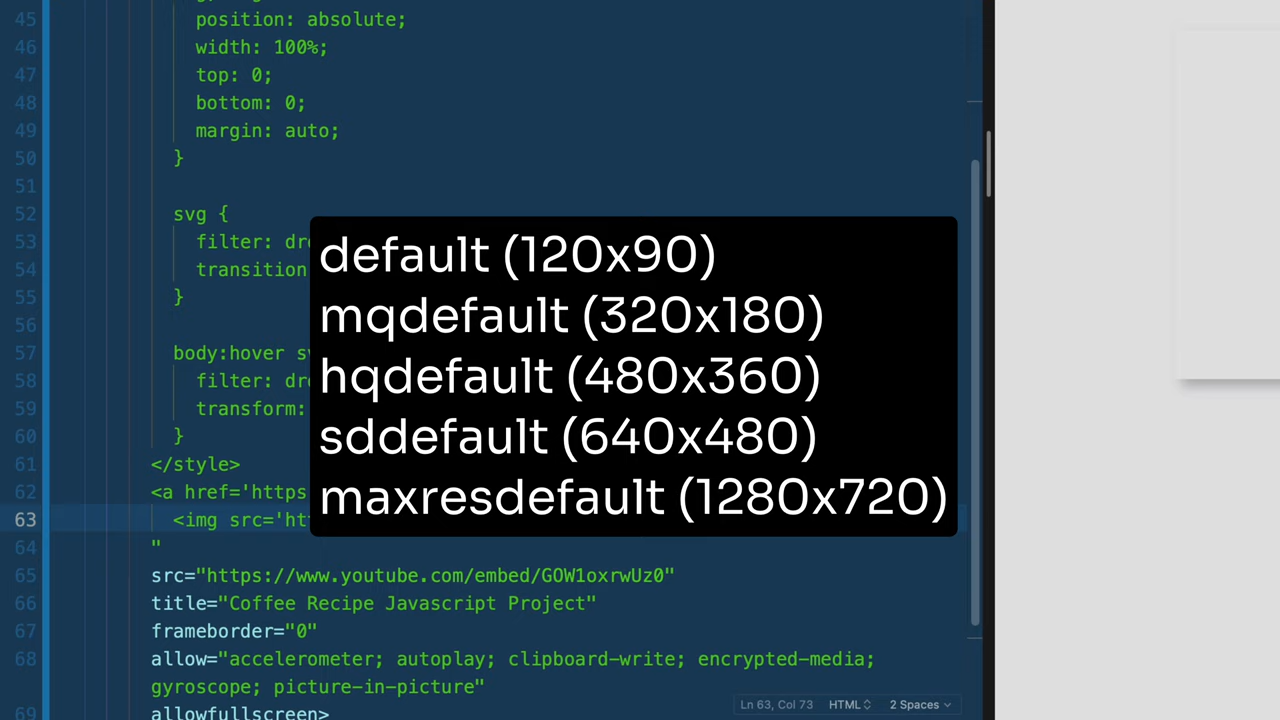 45 position: absolute;
46 width: 100%;
47 top: 0;
48 bottom: 0;
49 margin: auto;
50 }
51
52 svg {
53 filter:
54 transition
55 }
56
57 body:hover
58 filter:
59 transform:
60 }
61 </style>
62 <a href='https
63 <img src='
64 "
65 src="https://www.youtube.com/embed/GOW1oxrwUz0"
66 title="Coffee Recipe Javascript Project"
67 frameborder="0"
68 allow="accelerometer; autoplay; clipboard-write; encrypted-media;
gyroscope; picture-in-picture"
69 allowfullscreen>
default (120x90)
mqdefault (320x180)
hqdefault (480x360)
sddefault (640x480)
maxresdefault (1280x720)
Ln 63, Col 73 HTML 2 Spaces